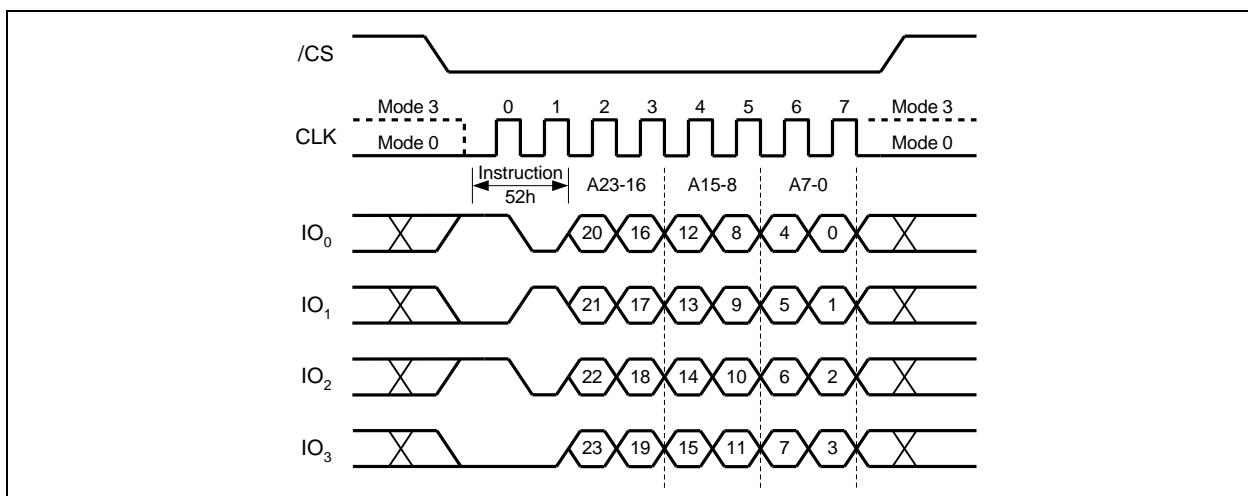 /CS
Mode 3 0 1 2 3 4 5 6 7 Mode 3
CLK
Mode 0 Mode 0
Instruction A23-16 A15-8 A7-0
52h
IO0 20 16 12 8 4 0
IO1 21 17 13 9 5 1
IO2 22 18 14 10 6 2
IO3 23 19 15 11 7 3